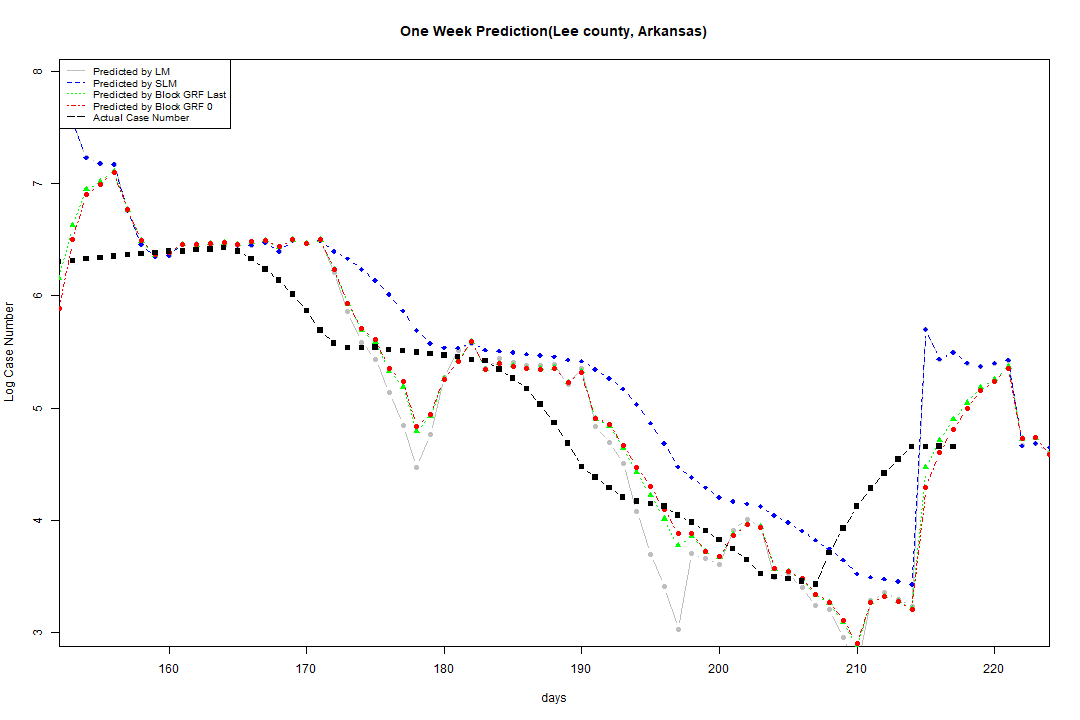 One Week Prediction(Lee county, Arkansas)
Predicted by LM
Predicted by SLM
Predicted by Block GRF Last
Predicted by Block GRF 0
Actual Case Number
8
7
6
5
4
3
Log Case Number
160 170 180 190 200 210 220
days